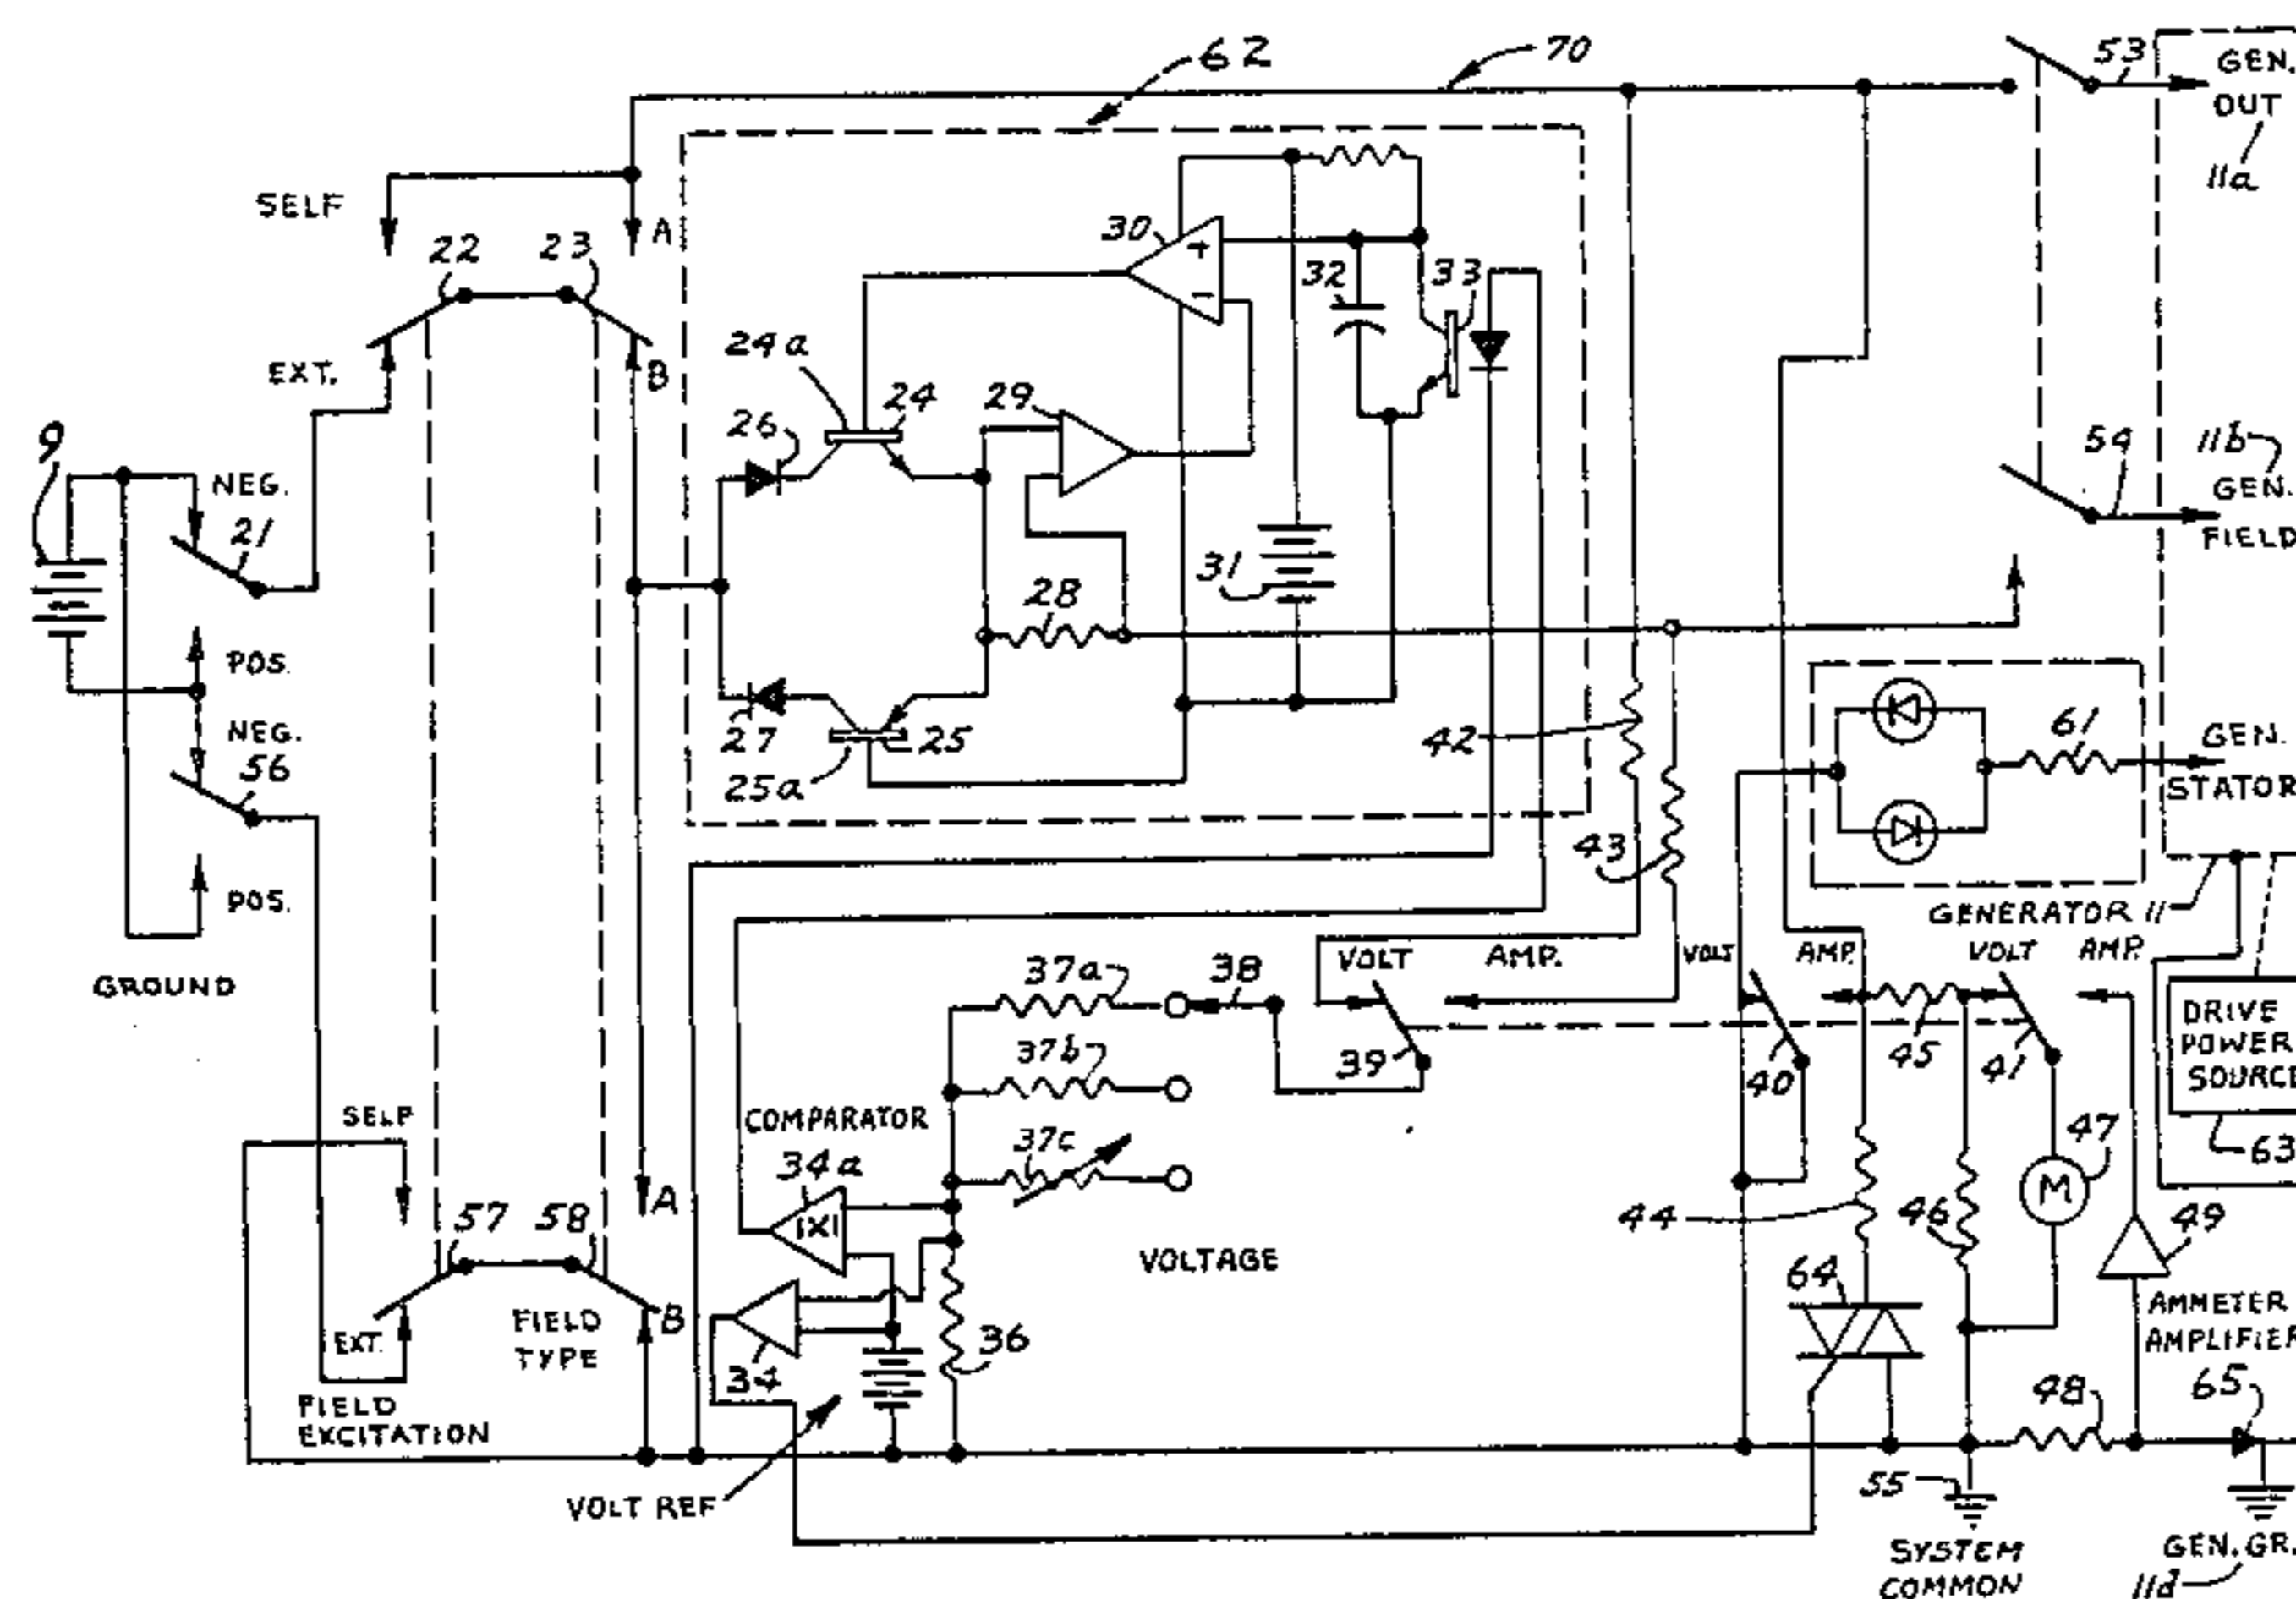 62
70
53
GEN.
OUT
11a
SELF
22
23
A
30
+
−
32
33
EXT.
B
24a
24
29
26
9
NEG.
21
54
11b
GEN.
FIELD
31
28
POS.
NEG.
56
27
25
25a
42
61
GEN.
STATOR
43
POS.
GROUND
GENERATOR 11
37a
38
VOLT
AMP.
VOLT
AMP.
VOLT
AMP.
DRIVE
POWER
SOURCE
37b
39
40
45
41
COMPARATOR
SELF
37c
47
63
34a
|X|
M
57
58
A
44
46
49
VOLTAGE
64
EXT.
FIELD
TYPE
B
34
36
AMMETER
AMPLIFIER
FIELD
EXCITATION
48
65
VOLT REF
55
SYSTEM
COMMON
GEN. GR.
11d